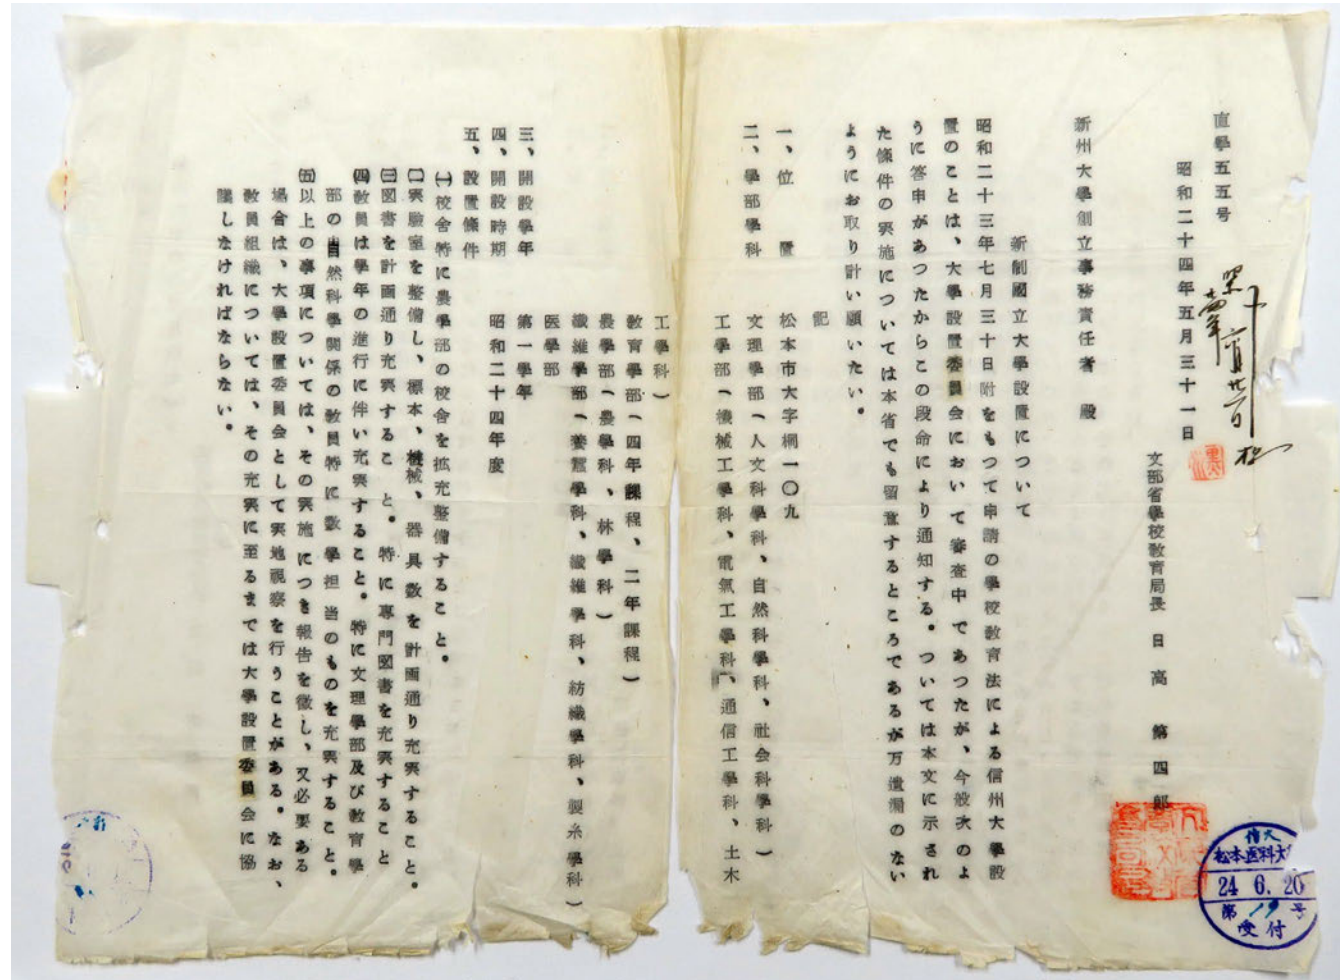 直學五五号
昭和二十四年五月三十一日
文部省學校敎育局長 日高 第四郎
新州大學創立事務責任者 殿
新制國立大學設置について
昭和二十三年七月三十日附をもつて申請の學校敎育法による信州大學設
置のことは、大學設置委員会において審査中であつたが、今般次のよ
うに答申があつたからこの段命により通知する。ついては本文に示され
た條件の実施については本省でも留意するところであるが万遺漏のない
ようにお取り計い願いたい。
記
一、位置 松本市大字桐一〇九
二、學部學科 文理學部(人文科學科、自然科學科、社会科學科)
工學部(機械工學科、電氣工學科、通信工學科、土木
工學科)
敎育學部(四年課程、二年課程)
農學部(農學科、林學科)
纎維學部(養蚕學科、纎維學科、紡織學科、製糸學科)
医學部
三、開設學年 第一學年
四、開設時期 昭和二十四年度
五、設置條件
㈠校舎特に農學部の校舎を拡充整備すること。
㈡実驗室を整備し、標本、機械、器具数を計画通り充実すること。
㈢図書を計画通り充実すること。特に専門図書を充実すること
㈣敎員は學年の進行に伴い充実すること。特に文理學部及び敎育學
部の自然科學関係の敎員特に数學担当のものを充実すること。
㈤以上の事項については、その実施につき報告を徴し、又必要ある
場合は、大學設置委員会として実地視察を行うことがある。なお、
敎員組織については、その充実に至るまでは大學設置委員会に協
議しなければならない。
信大
松本医科大
24 6. 20
第 19 号
受付